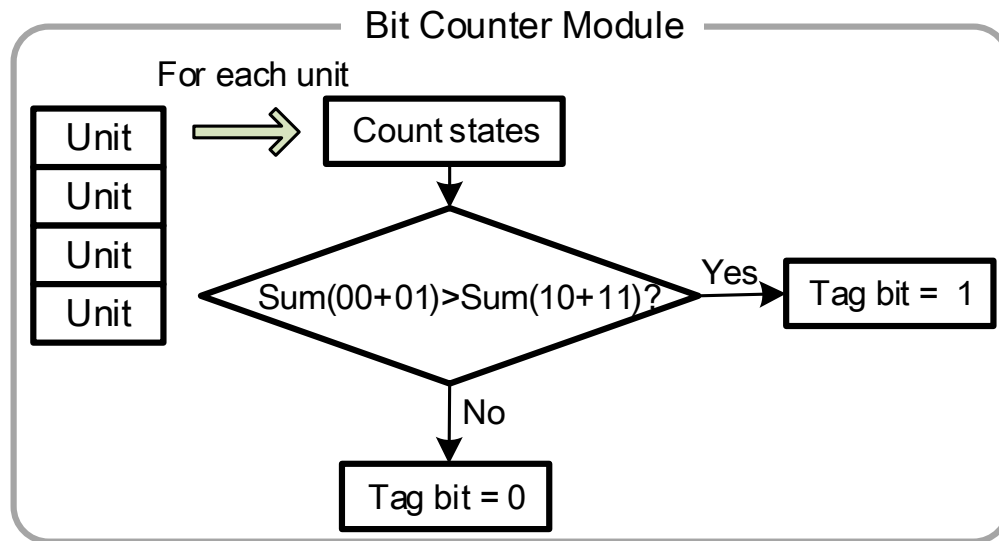 Bit Counter Module
For each unit
Unit
Unit
Unit
Unit
Count states
Sum(00+01)>Sum(10+11)?
Yes
Tag bit = 1
No
Tag bit = 0